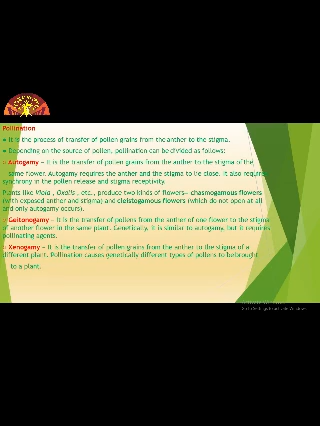 Pollination
It is the process of transfer of pollen grains from the anther to the stigma.
Depending on the source of pollen, pollination can be divided as follows:
Autogamy − It is the transfer of pollen grains from the anther to the stigma of the
same flower. Autogamy requires the anther and the stigma to lie close. It also requires
synchrony in the pollen release and stigma receptivity.
Plants like Viola , Oxalis , etc., produce two kinds of flowers− chasmogamous flowers
(with exposed anther and stigma) and cleistogamous flowers (which do not open at all
and only autogamy occurs).
Geitonogamy − It is the transfer of pollens from the anther of one flower to the stigma
of another flower in the same plant. Genetically, it is similar to autogamy, but it requires
pollinating agents.
Xenogamy − It is the transfer of pollen grains from the anther to the stigma of a
different plant. Pollination causes genetically different types of pollens to be brought
to a plant.
Go to Settings to activate Windows.